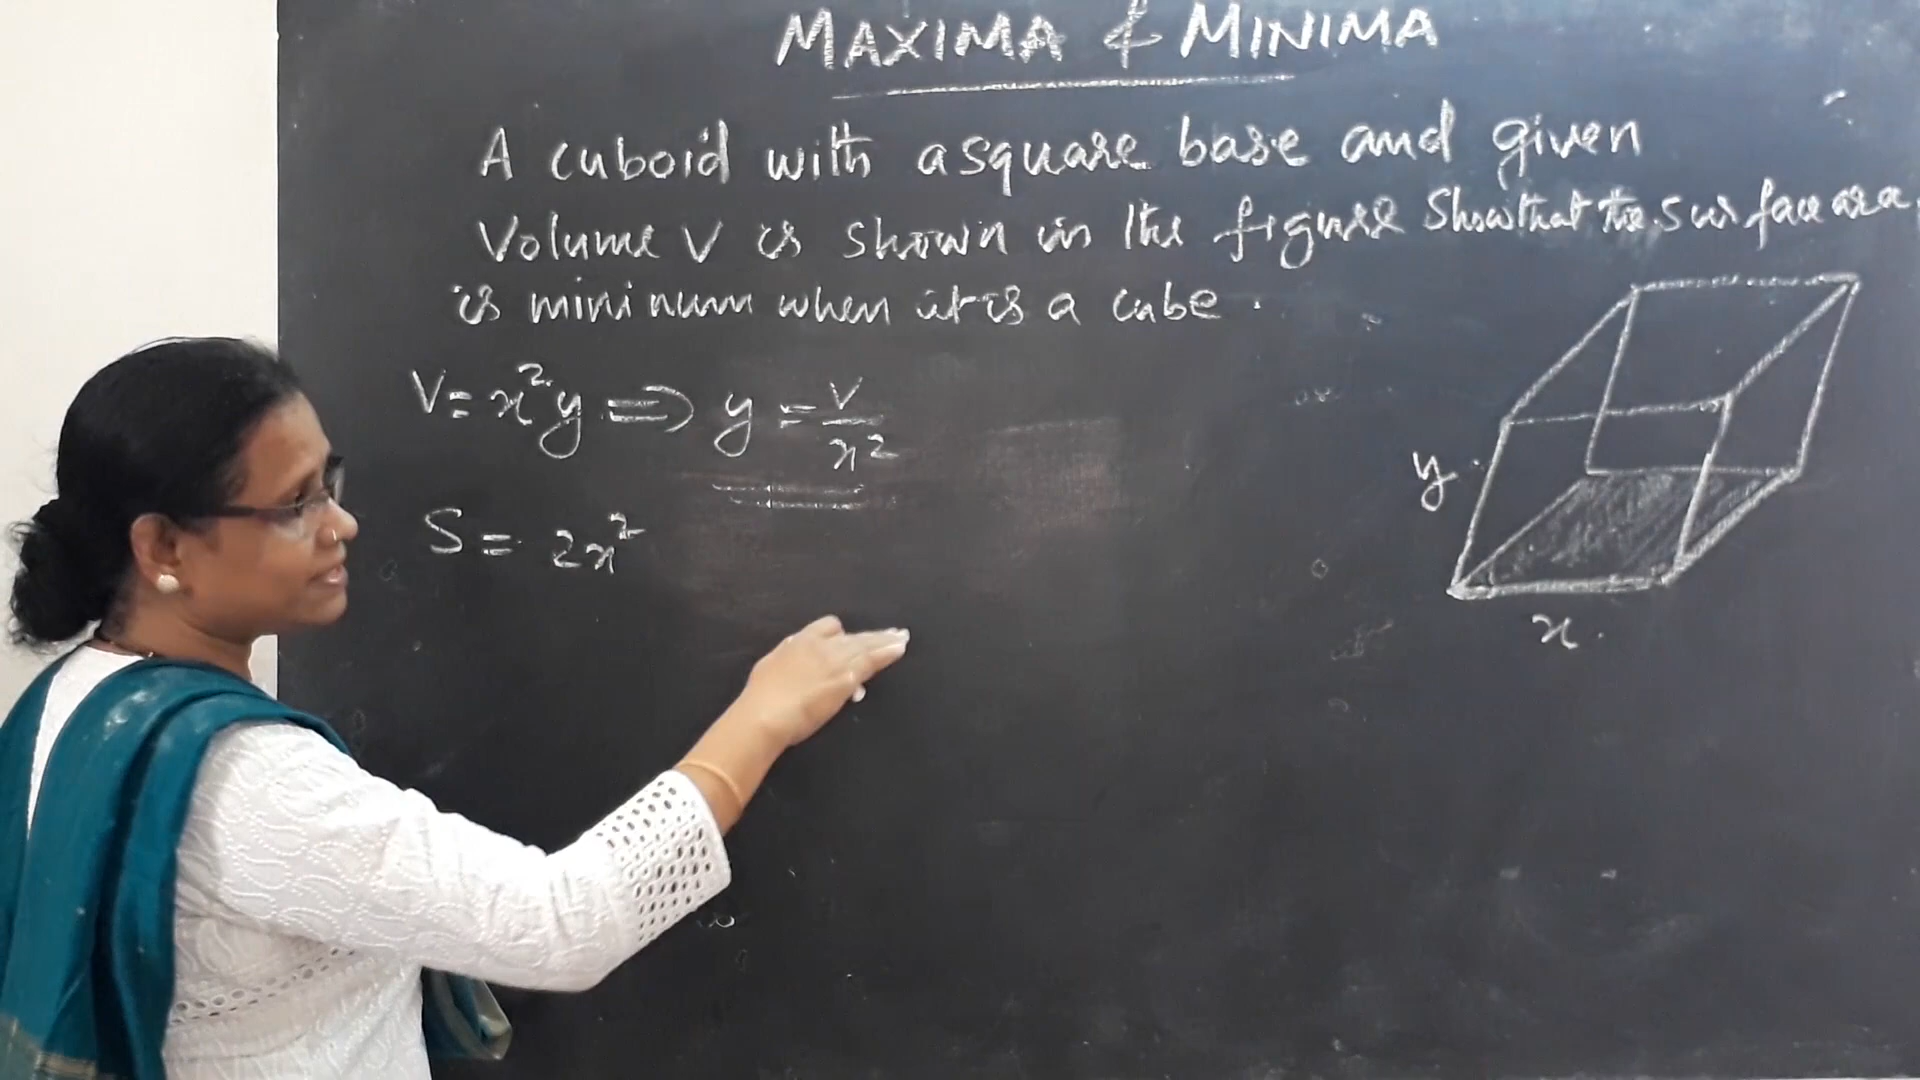 MAXIMA & MINIMA
A cuboid with a square base and given
Volume V is shown in the figure Show that the Surface area
is mininum when it is a cube.
V = x²y ⇒ y = V/x²
S = 2x²
y
x